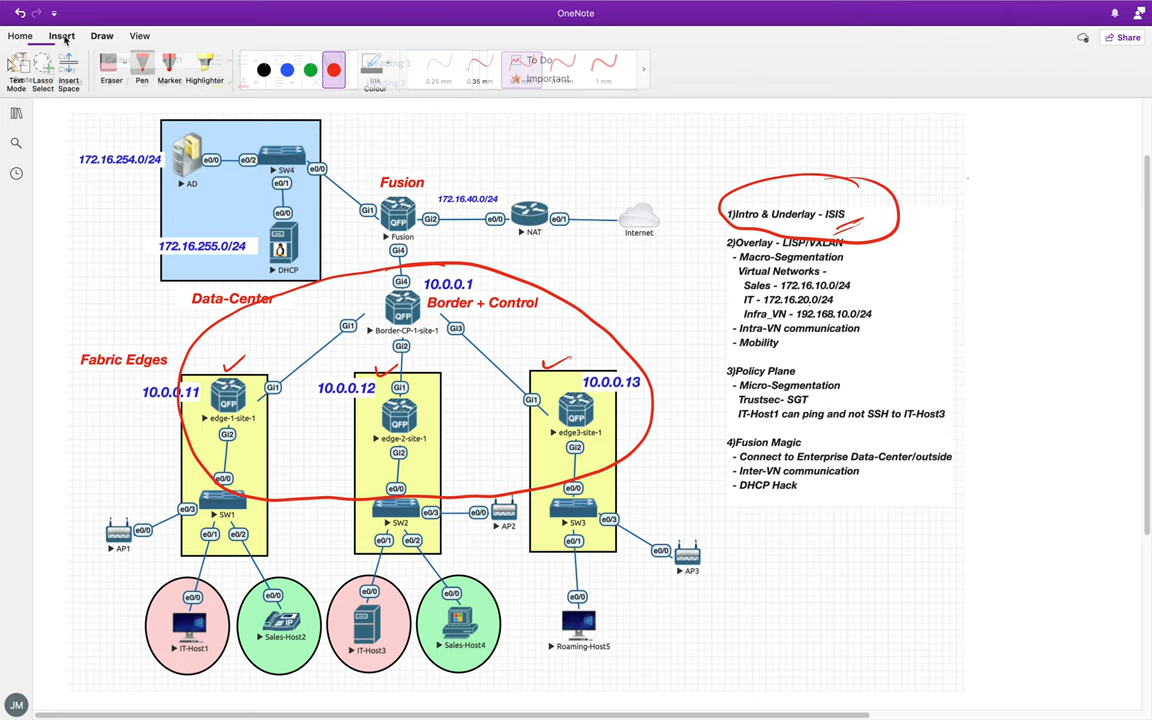 OneNote
Home Insert Draw View
Share
Text Mode
Lasso Select
Insert Space
Eraser
Pen
Marker
Highlighter
Ink Colour
Heading 1
0.25 mm
0.35 mm
1 mm
To Do
Important
172.16.254.0/24
AD
e0/0
e0/2
SW4
e0/0
e0/1
e0/0
172.16.255.0/24
DHCP
Data-Center
Fusion
172.16.40.0/24
Gi1
Fusion
QFP
Gi2
e0/0
NAT
e0/1
Internet
Gi4
Gi4
10.0.0.1
Border + Control
QFP
Border-CP-1-site-1
Gi1
Gi2
Gi3
Fabric Edges
10.0.0.11
Gi1
QFP
edge-1-site-1
Gi2
e0/0
SW1
e0/3
e0/0
AP1
e0/1
e0/2
10.0.0.12
Gi1
QFP
edge-2-site-1
Gi2
e0/0
SW2
e0/3
e0/0
AP2
e0/1
e0/2
10.0.0.13
Gi1
QFP
edge3-site-1
Gi2
e0/0
SW3
e0/3
e0/0
AP3
e0/1
e0/0
IT-Host1
e0/0
IP
Sales-Host2
e0/0
IT-Host3
e0/0
Sales-Host4
e0/0
Roaming-Host5
1)Intro & Underlay - ISIS
2)Overlay - LISP/VXLAN
- Macro-Segmentation
Virtual Networks -
Sales - 172.16.10.0/24
IT - 172.16.20.0/24
Infra_VN - 192.168.10.0/24
- Intra-VN communication
- Mobility
3)Policy Plane
- Micro-Segmentation
Trustsec- SGT
IT-Host1 can ping and not SSH to IT-Host3
4)Fusion Magic
- Connect to Enterprise Data-Center/outside
- Inter-VN communication
- DHCP Hack
JM